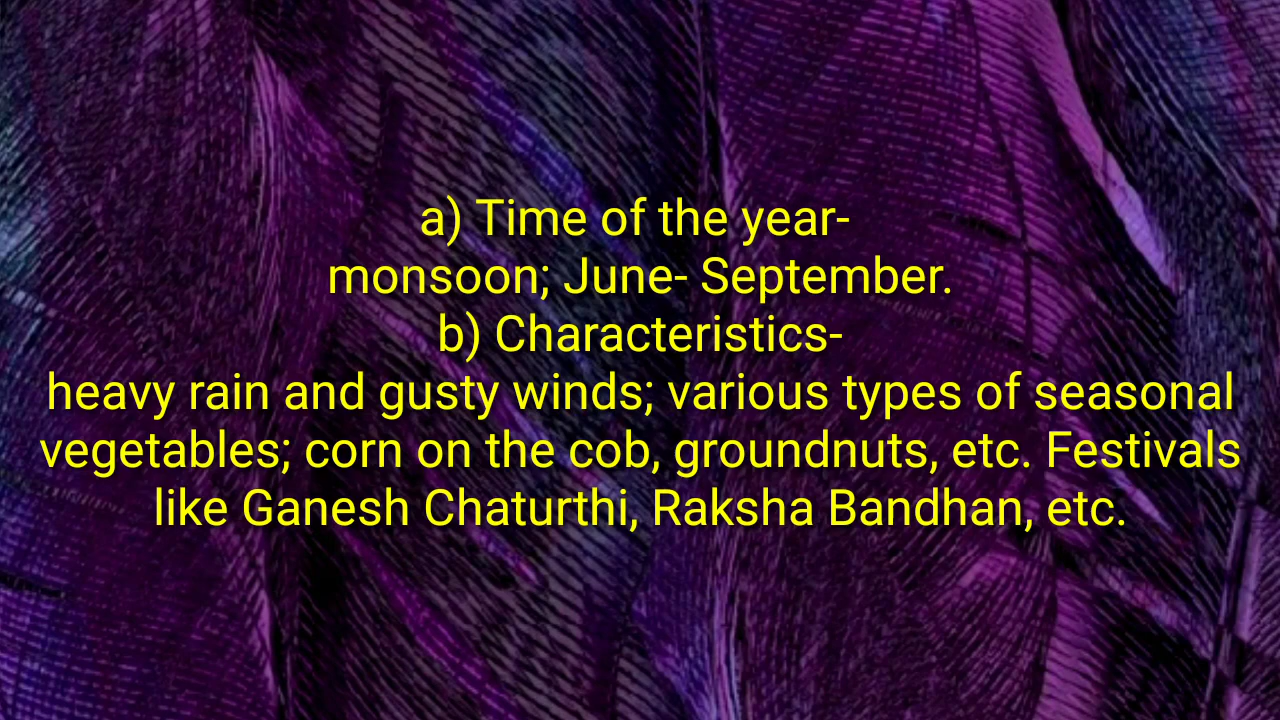 a) Time of the year-
monsoon; June- September.
b) Characteristics-
heavy rain and gusty winds; various types of seasonal
vegetables; corn on the cob, groundnuts, etc. Festivals
like Ganesh Chaturthi, Raksha Bandhan, etc.